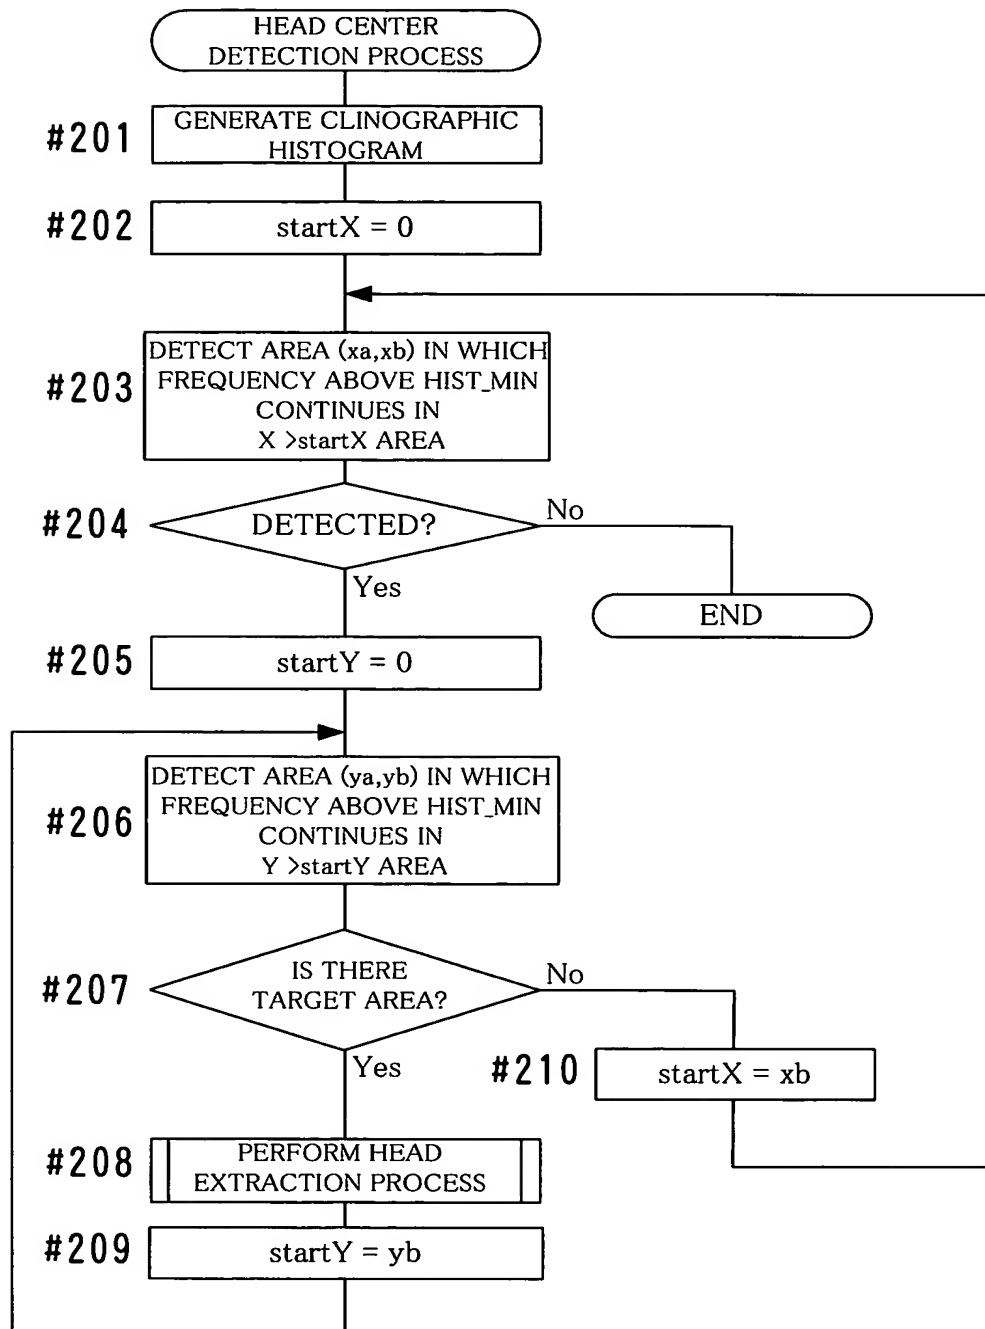 HEAD CENTER
DETECTION PROCESS
#201
GENERATE CLINOGRAPHIC
HISTOGRAM
#202
startX = 0
#203
DETECT AREA (xa,xb) IN WHICH
FREQUENCY ABOVE HIST_MIN
CONTINUES IN
X >startX AREA
#204
DETECTED?
No
Yes
END
#205
startY = 0
#206
DETECT AREA (ya,yb) IN WHICH
FREQUENCY ABOVE HIST_MIN
CONTINUES IN
Y >startY AREA
#207
IS THERE
TARGET AREA?
No
Yes
#210
startX = xb
#208
PERFORM HEAD
EXTRACTION PROCESS
#209
startY = yb